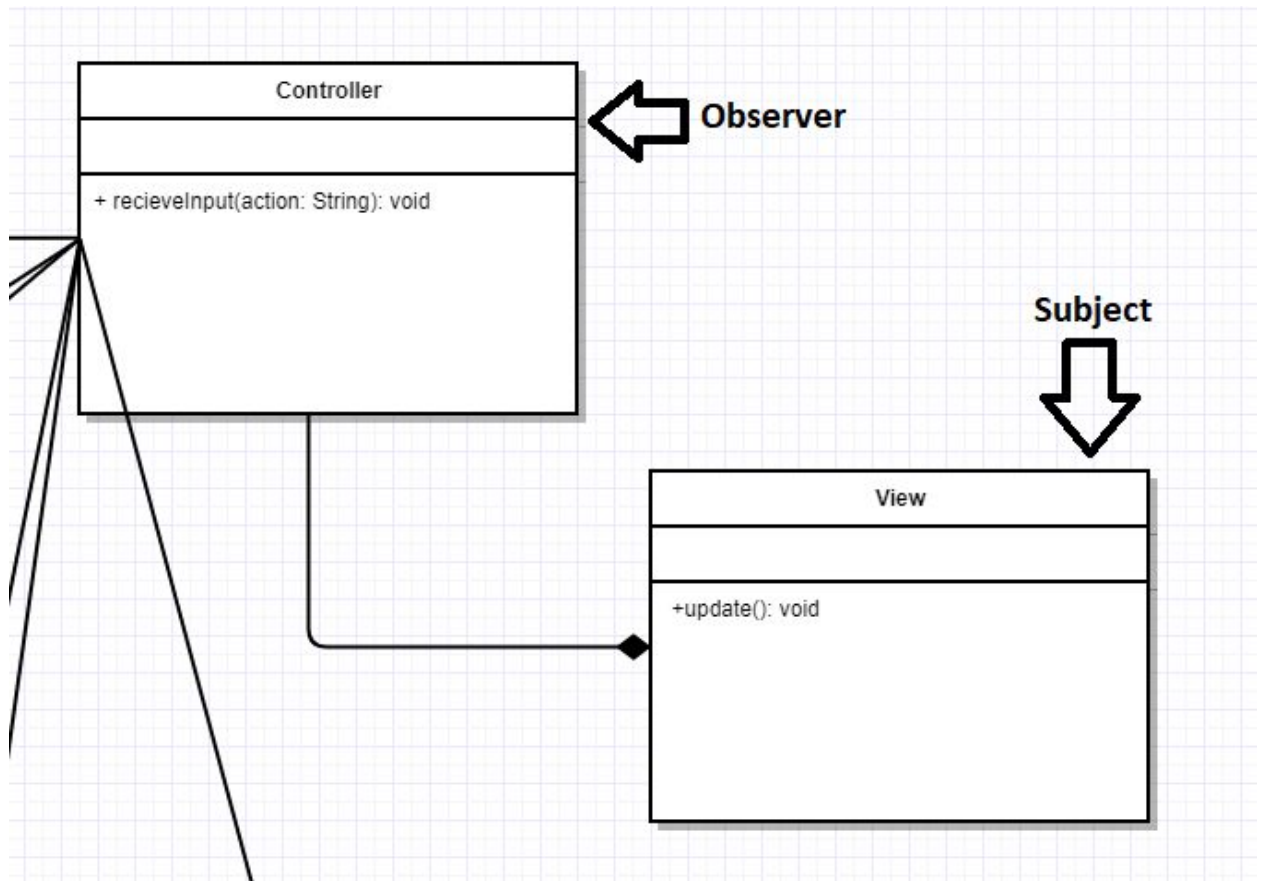 Controller
Observer
+ recieveInput(action: String): void
Subject
View
+update(): void